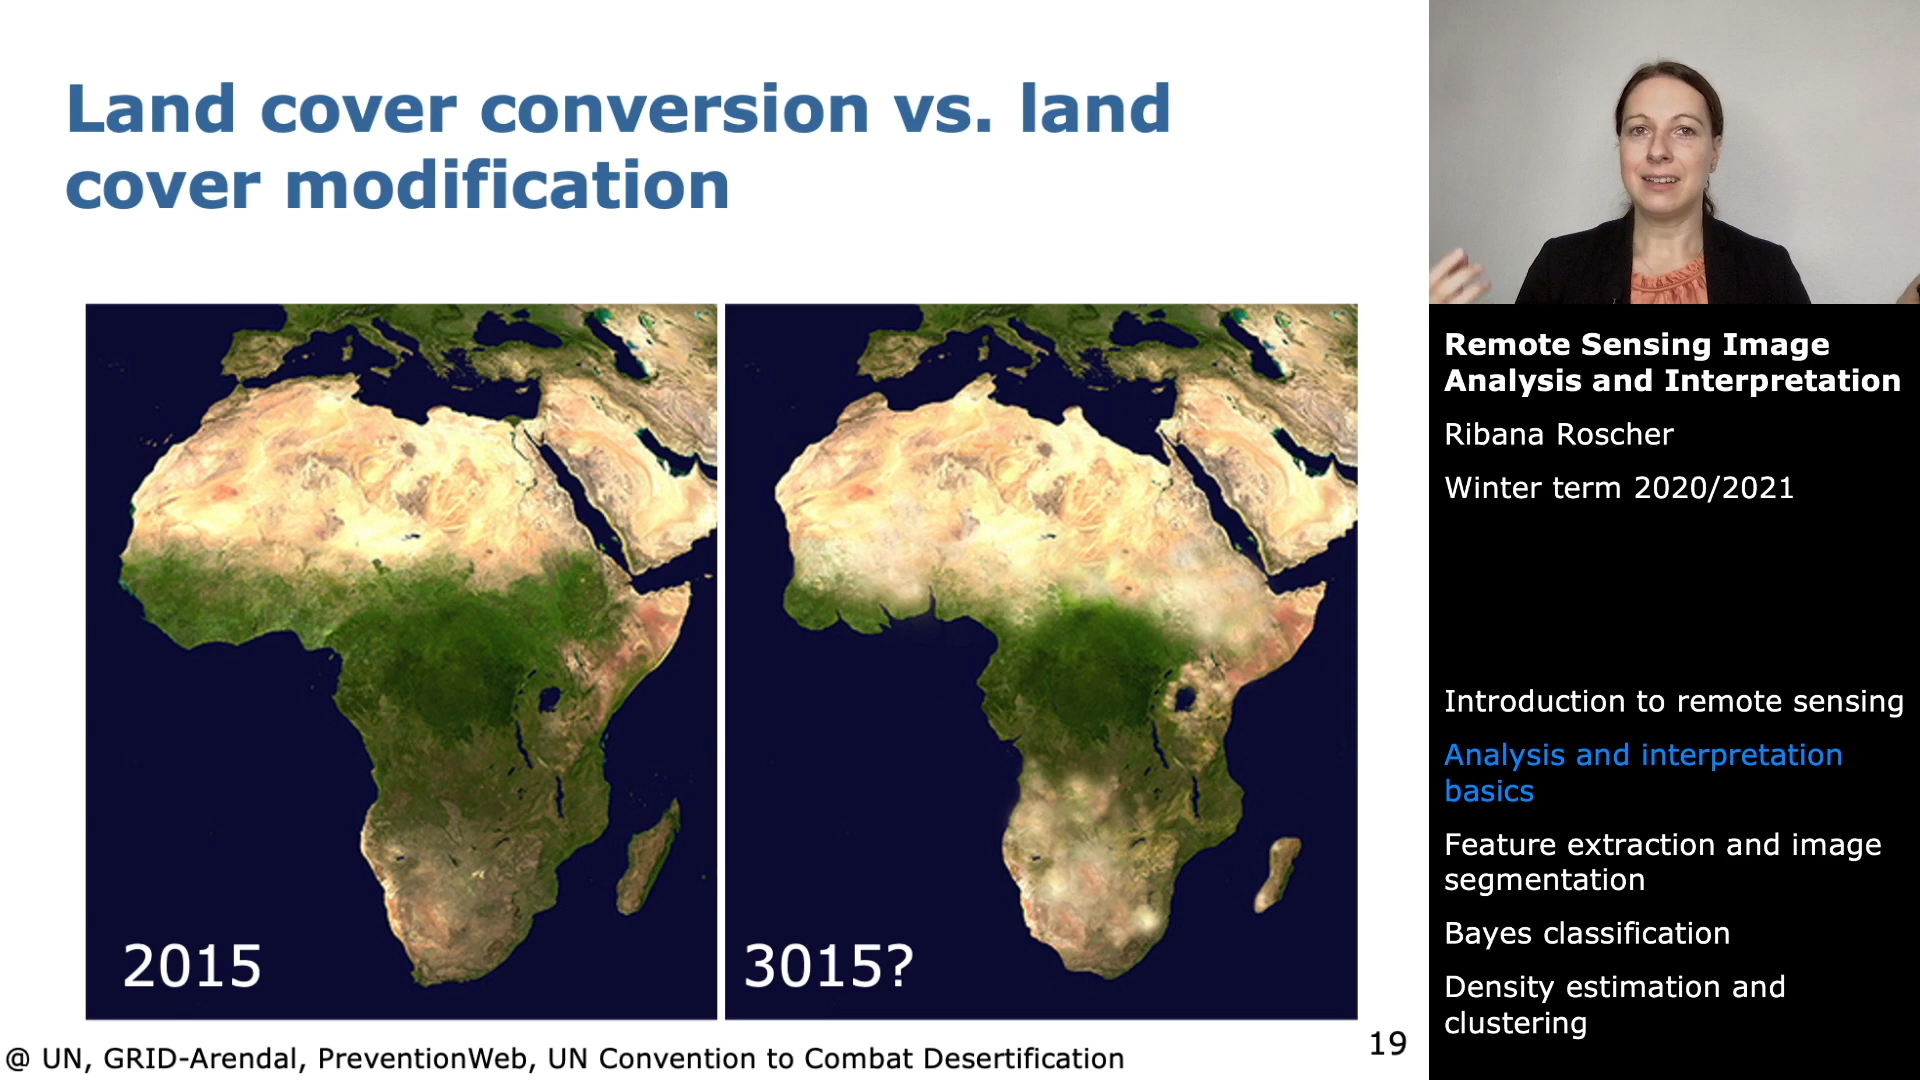 Land cover conversion vs. land
cover modification
2015
3015?
@ UN, GRID-Arendal, PreventionWeb, UN Convention to Combat Desertification
19
Remote Sensing Image
Analysis and Interpretation
Ribana Roscher
Winter term 2020/2021
Introduction to remote sensing
Analysis and interpretation
basics
Feature extraction and image
segmentation
Bayes classification
Density estimation and
clustering